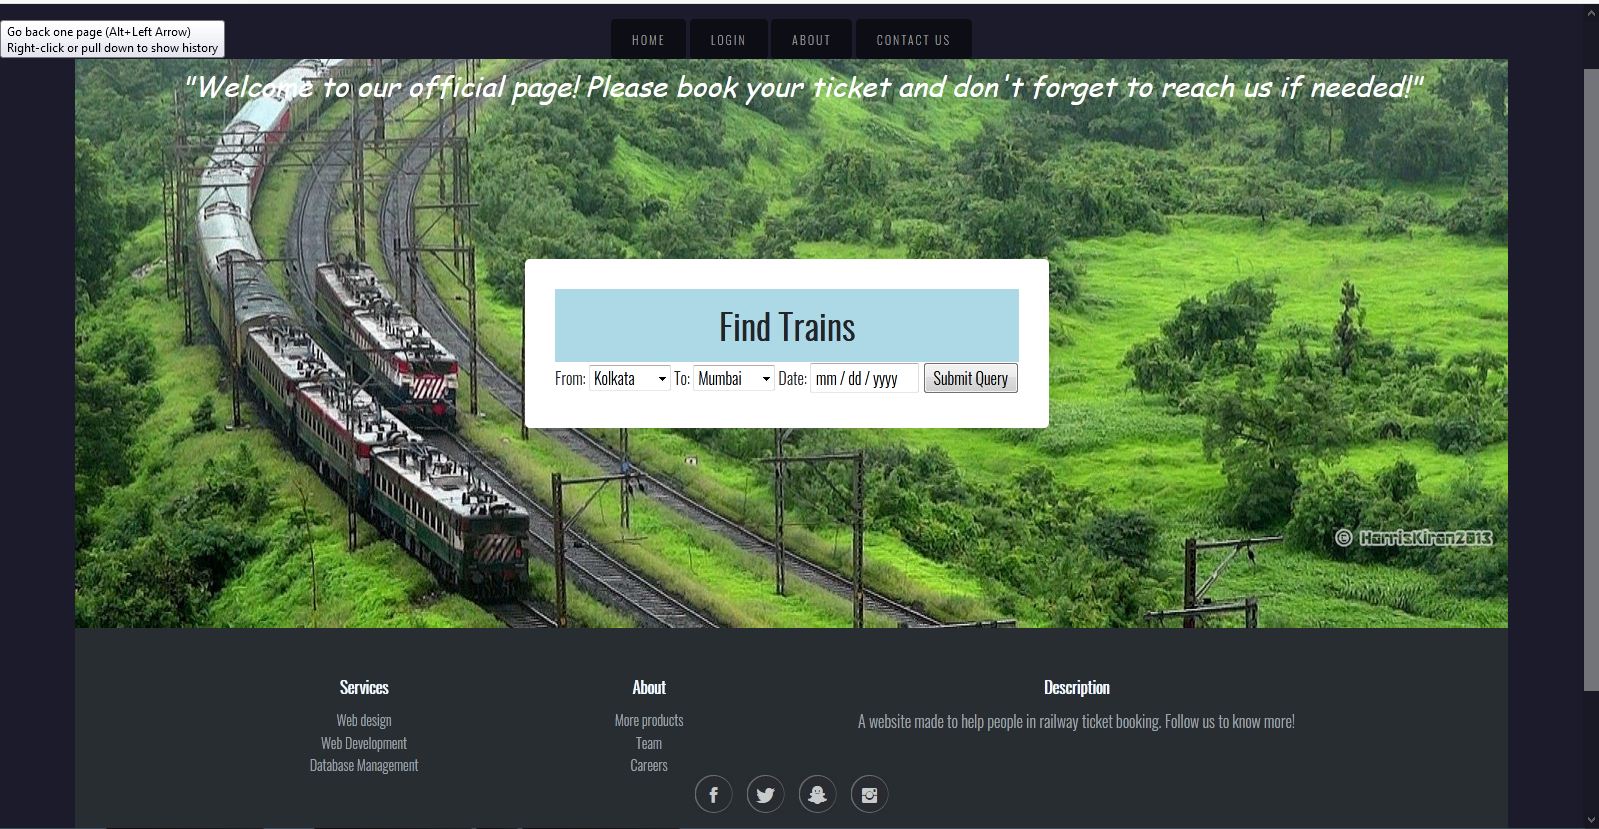 Go back one page (Alt+Left Arrow)
Right-click or pull down to show history
HOME LOGIN ABOUT CONTACT US
"Welcome to our official page! Please book your ticket and don't forget to reach us if needed!"
Find Trains
From: Kolkata To: Mumbai Date: mm / dd / yyyy Submit Query
© HarrisKiran2013
Services
Web design
Web Development
Database Management
About
More products
Team
Careers
Description
A website made to help people in railway ticket booking. Follow us to know more!